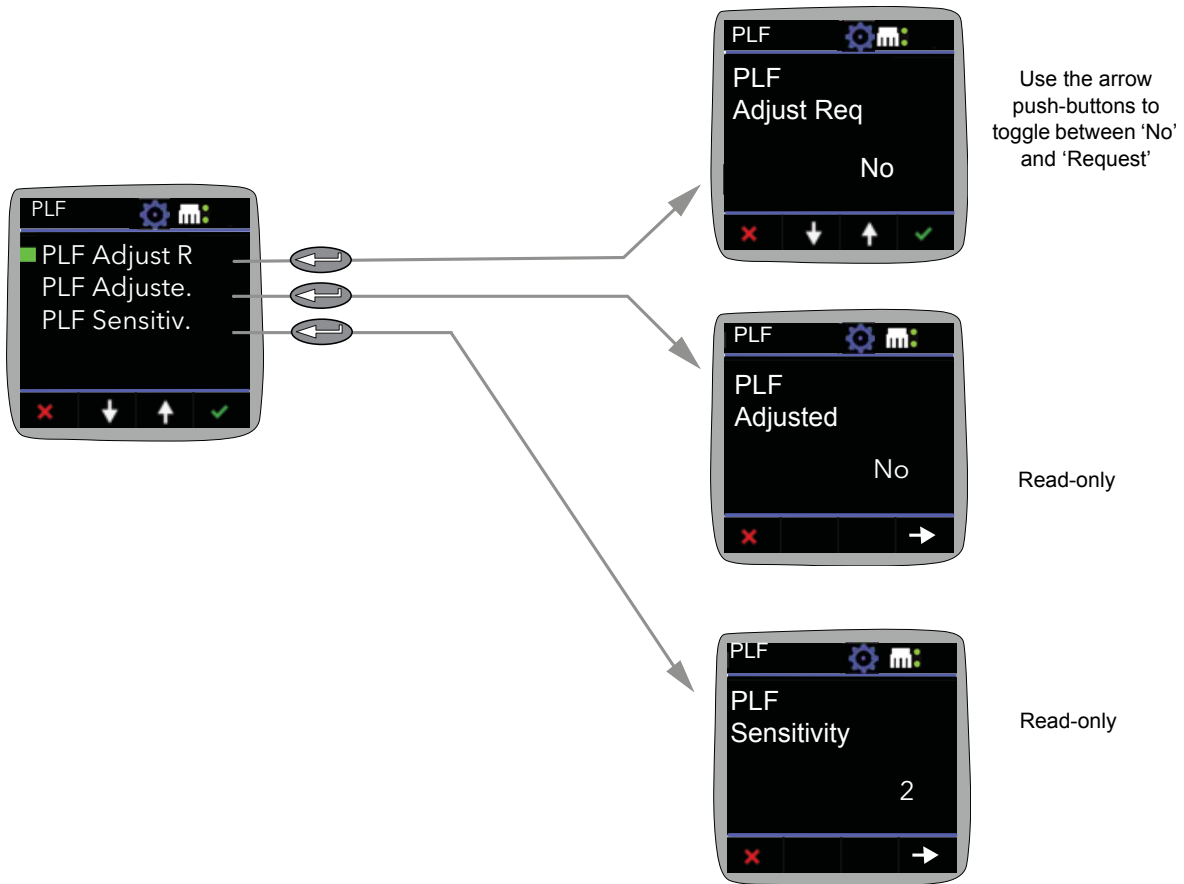 PLF
PLF Adjust R
PLF Adjuste.
PLF Sensitiv.
PLF
PLF
Adjust Req
No
Use the arrow
push-buttons to
toggle between ‘No’
and ‘Request’
PLF
PLF
Adjusted
No
Read-only
PLF
PLF
Sensitivity
2
Read-only